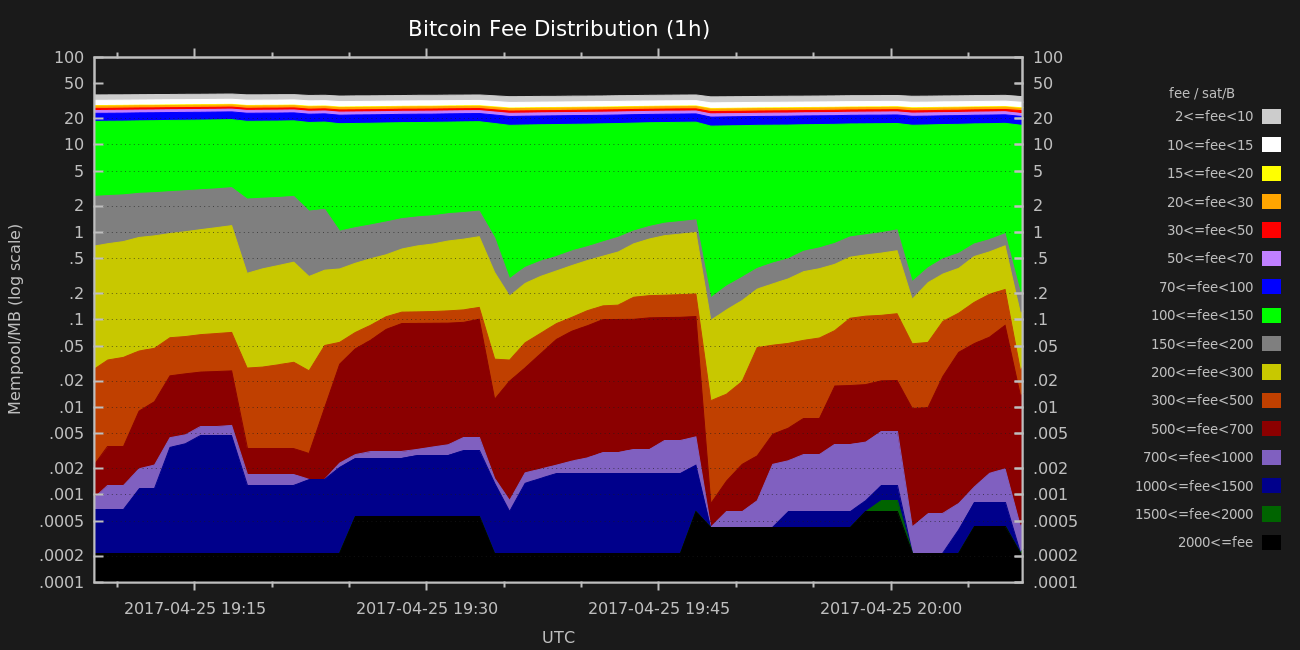 Bitcoin Fee Distribution (1h)
Mempool/MB (log scale)
100
50
20
10
5
2
1
.5
.2
.1
.05
.02
.01
.005
.002
.001
.0005
.0002
.0001
100
50
20
10
5
2
1
.5
.2
.1
.05
.02
.01
.005
.002
.001
.0005
.0002
.0001
2017-04-25 19:15
2017-04-25 19:30
2017-04-25 19:45
2017-04-25 20:00
UTC
fee / sat/B
2<=fee<10
10<=fee<15
15<=fee<20
20<=fee<30
30<=fee<50
50<=fee<70
70<=fee<100
100<=fee<150
150<=fee<200
200<=fee<300
300<=fee<500
500<=fee<700
700<=fee<1000
1000<=fee<1500
1500<=fee<2000
2000<=fee